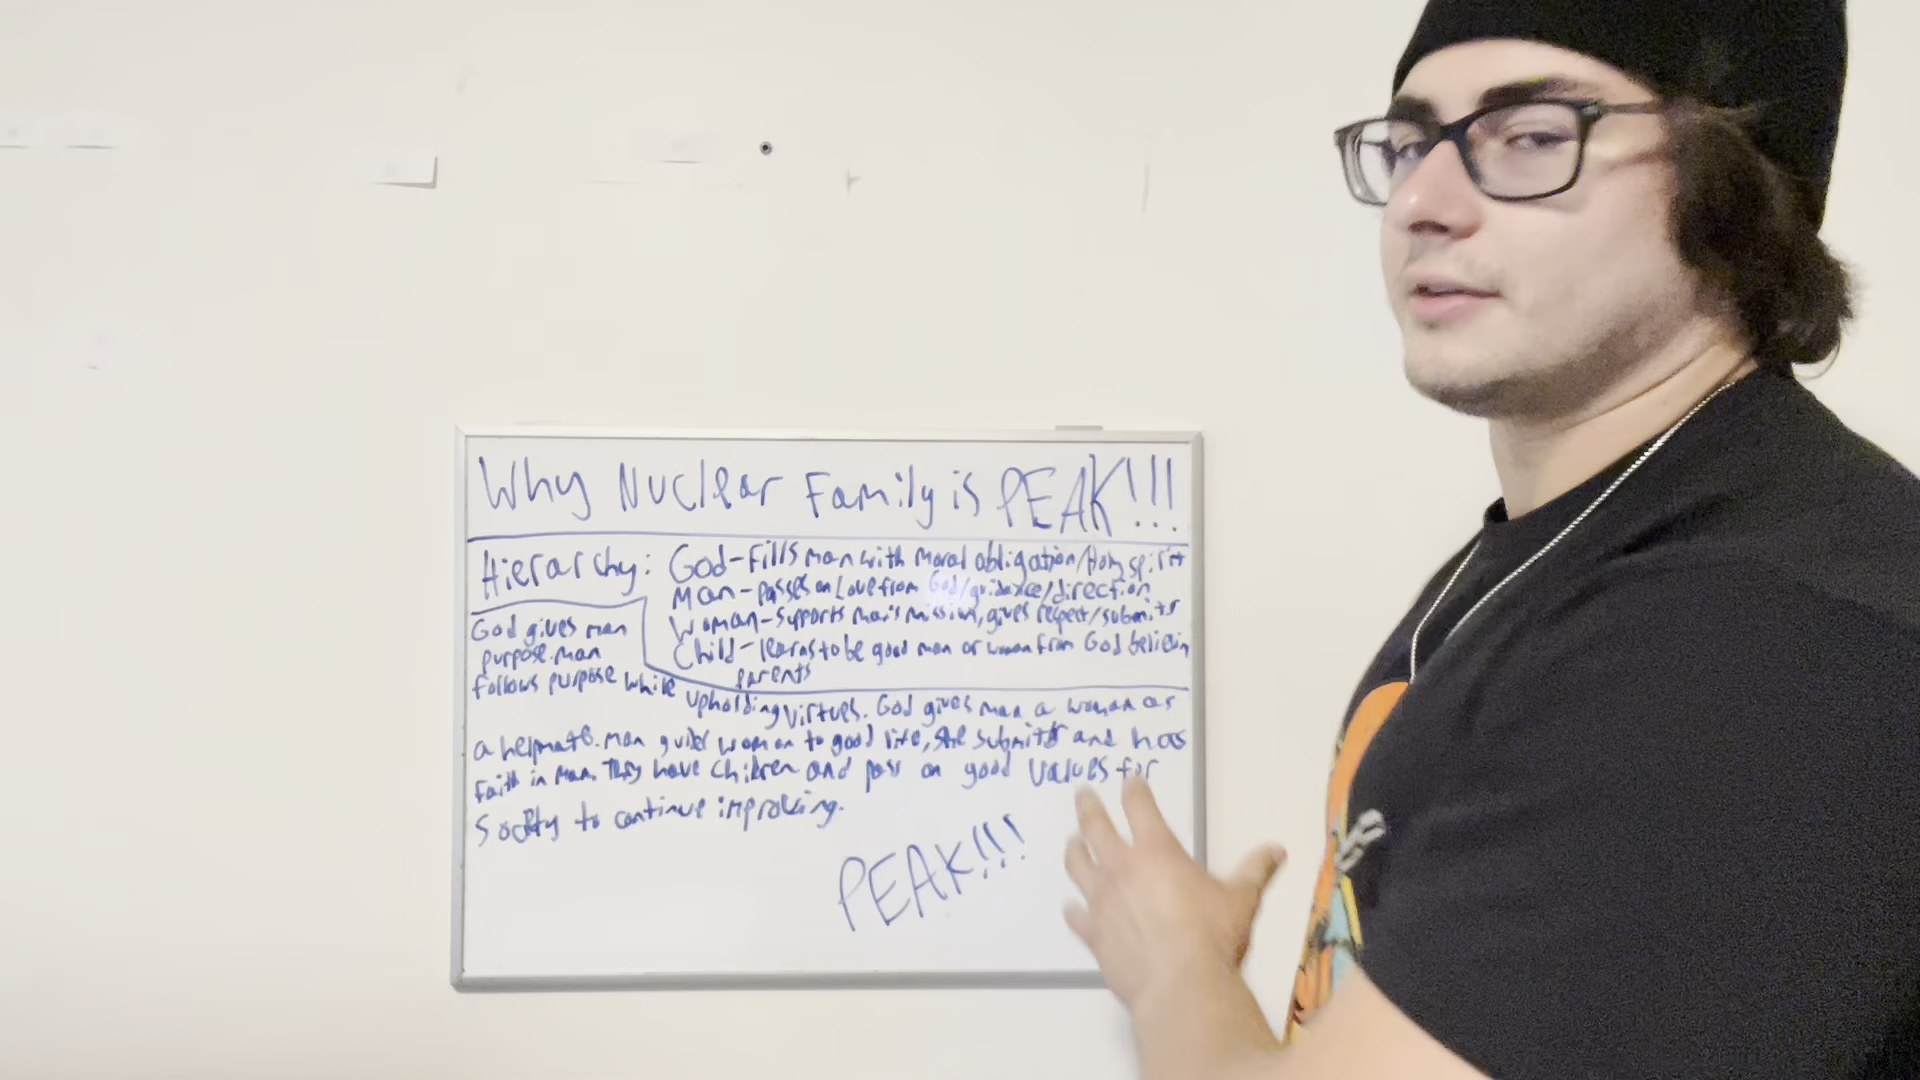 Why Nuclear Family is PEAK!!!
Hierarchy: God-Fills man with Moral obligation/Holy spirit
Man-Passes on Love from God/guidance/direction
Woman-Supports man's mission, gives respect/submits
Child-learns to be good man or woman from God believing
parents
God gives man
purpose. man
follows purpose while
upholding virtues. God gives man a woman as
a helpmate. man guides woman to good life, she submits and has
faith in man. They have children and pass on good values for
society to continue improving.
PEAK!!!